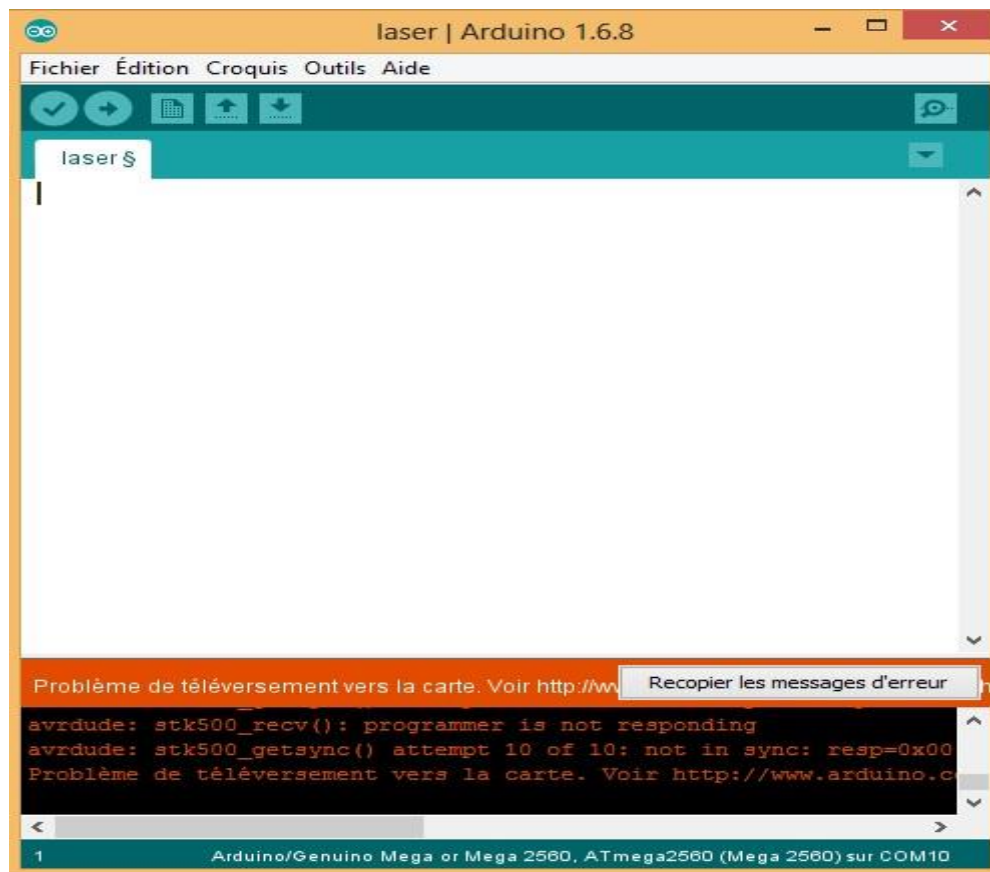 laser | Arduino 1.6.8
Fichier Édition Croquis Outils Aide
laser §
Problème de téléversement vers la carte. Voir http://w
Recopier les messages d'erreur
avrdude: stk500_recv(): programmer is not responding
avrdude: stk500_getsync() attempt 10 of 10: not in sync: resp=0x00
Problème de téléversement vers la carte. Voir http://www.arduino.c
1 Arduino/Genuino Mega or Mega 2560, ATmega2560 (Mega 2560) sur COM10